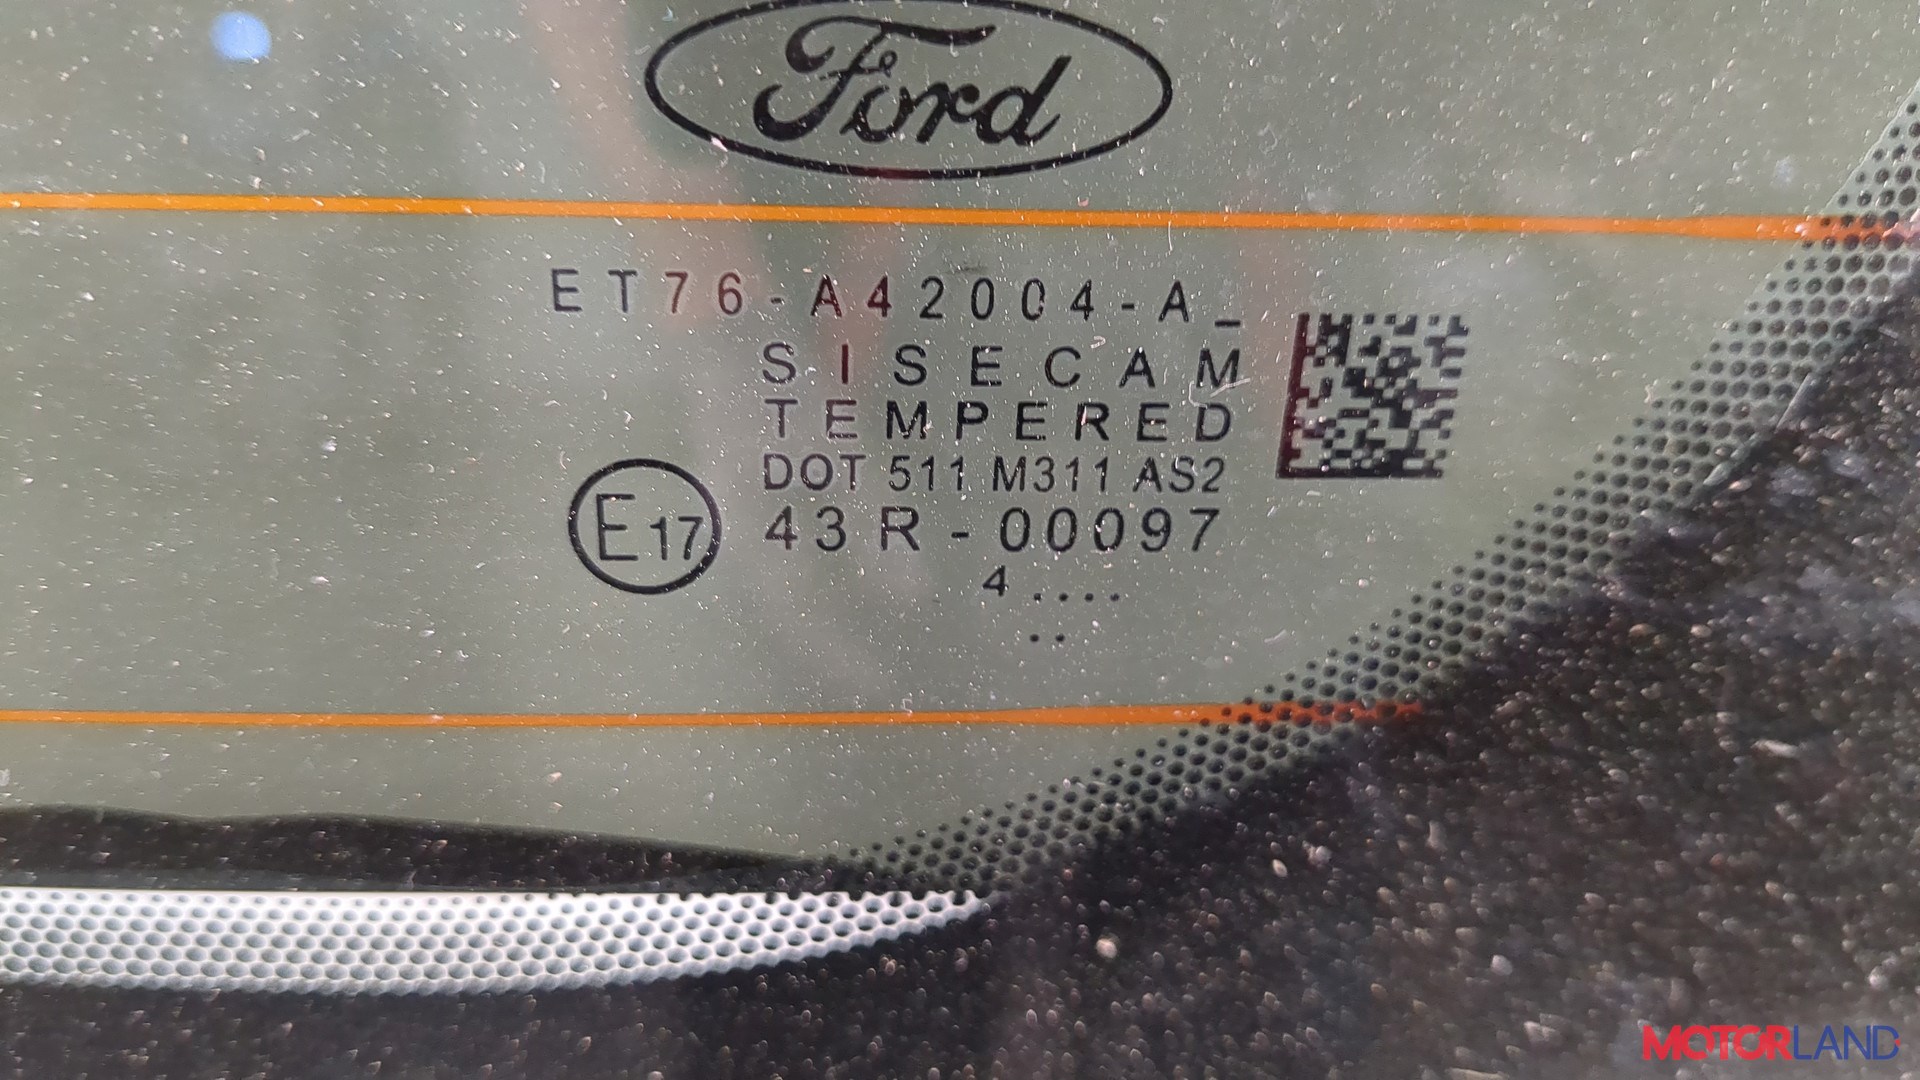 Ford
ET76-A42004-A_
SISECAM
TEMPERED
DOT 511 M311 AS2
E17 43R-00097
4 ....
..
MOTORLAND